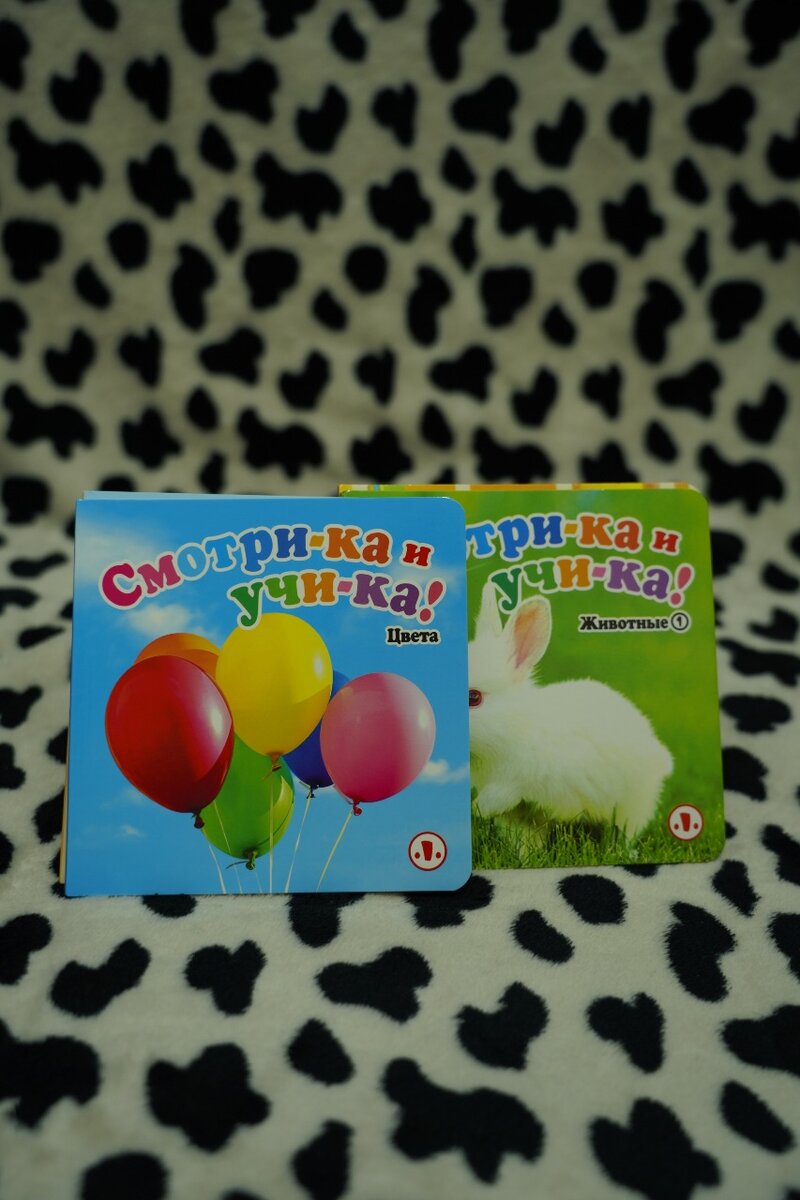 Смотри-ка и
учи-ка!
Цвета
три-ка и
учи-ка!
Животные 1